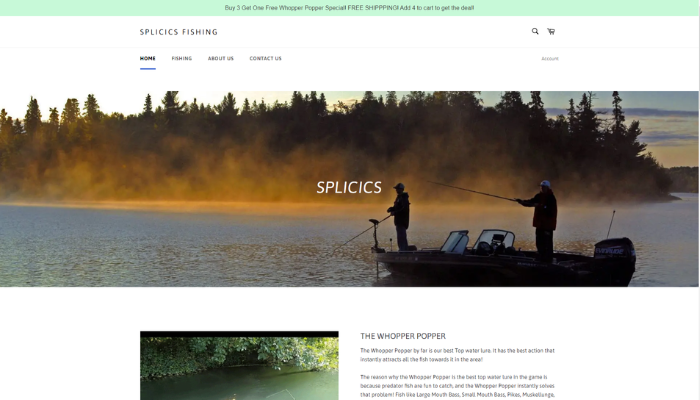 Buy 3 Get One Free Whopper Popper Special! FREE SHIPPPING! Add 4 to cart to get the deal!
SPLICICS FISHING
HOME FISHING ABOUT US CONTACT US Account
SPLICICS
THE WHOPPER POPPER
The Whopper Popper by far is our best Top water lure. It has the best action that
instantly attracts all the fish towards it in the area!
The reason why the Whopper Popper is the best top water lure in the game is
because predator fish are fun to catch, and the Whopper Popper instantly solves
that problem! Fish like Large Mouth Bass, Small Mouth Bass, Pikes, Muskellunge,